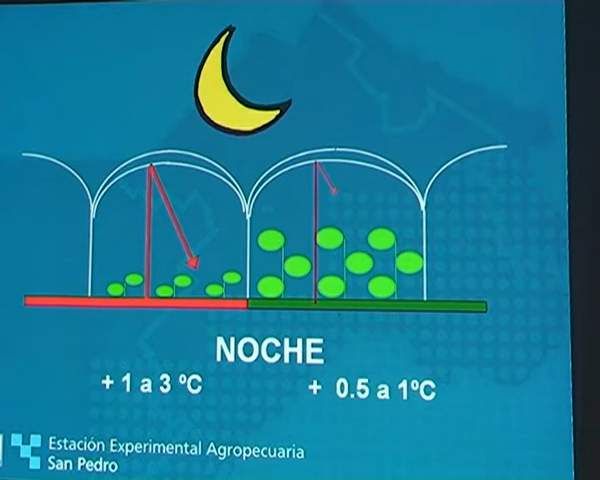 NOCHE
+ 1 a 3 ºC + 0.5 a 1ºC
Estación Experimental Agropecuaria
San Pedro